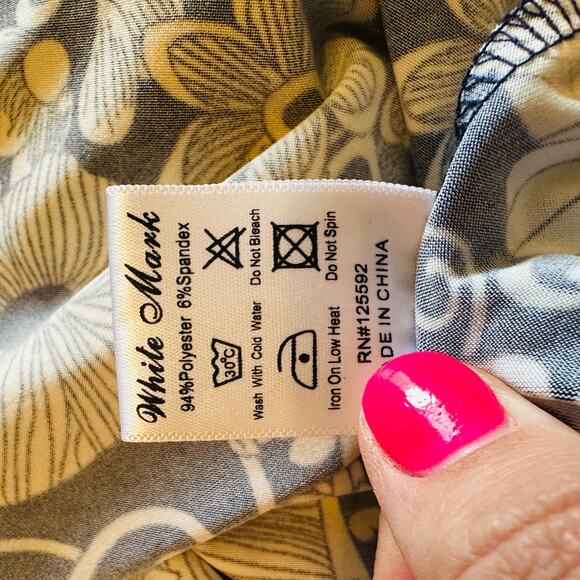 White Mark
94%Polyester 6%Spandex
30°C
Wash With Cold Water
Do Not Bleach
Iron On Low Heat
Do Not Spin
RN#125592
DE IN CHINA